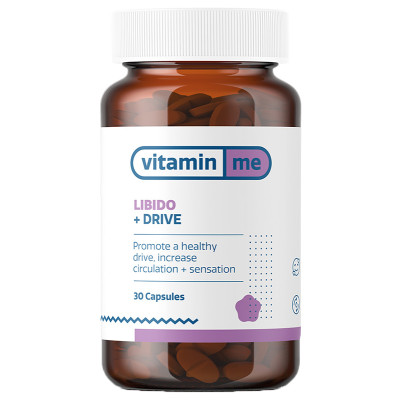 vitamin me
LIBIDO
+ DRIVE
Promote a healthy
drive, increase
circulation + sensation
30 Capsules